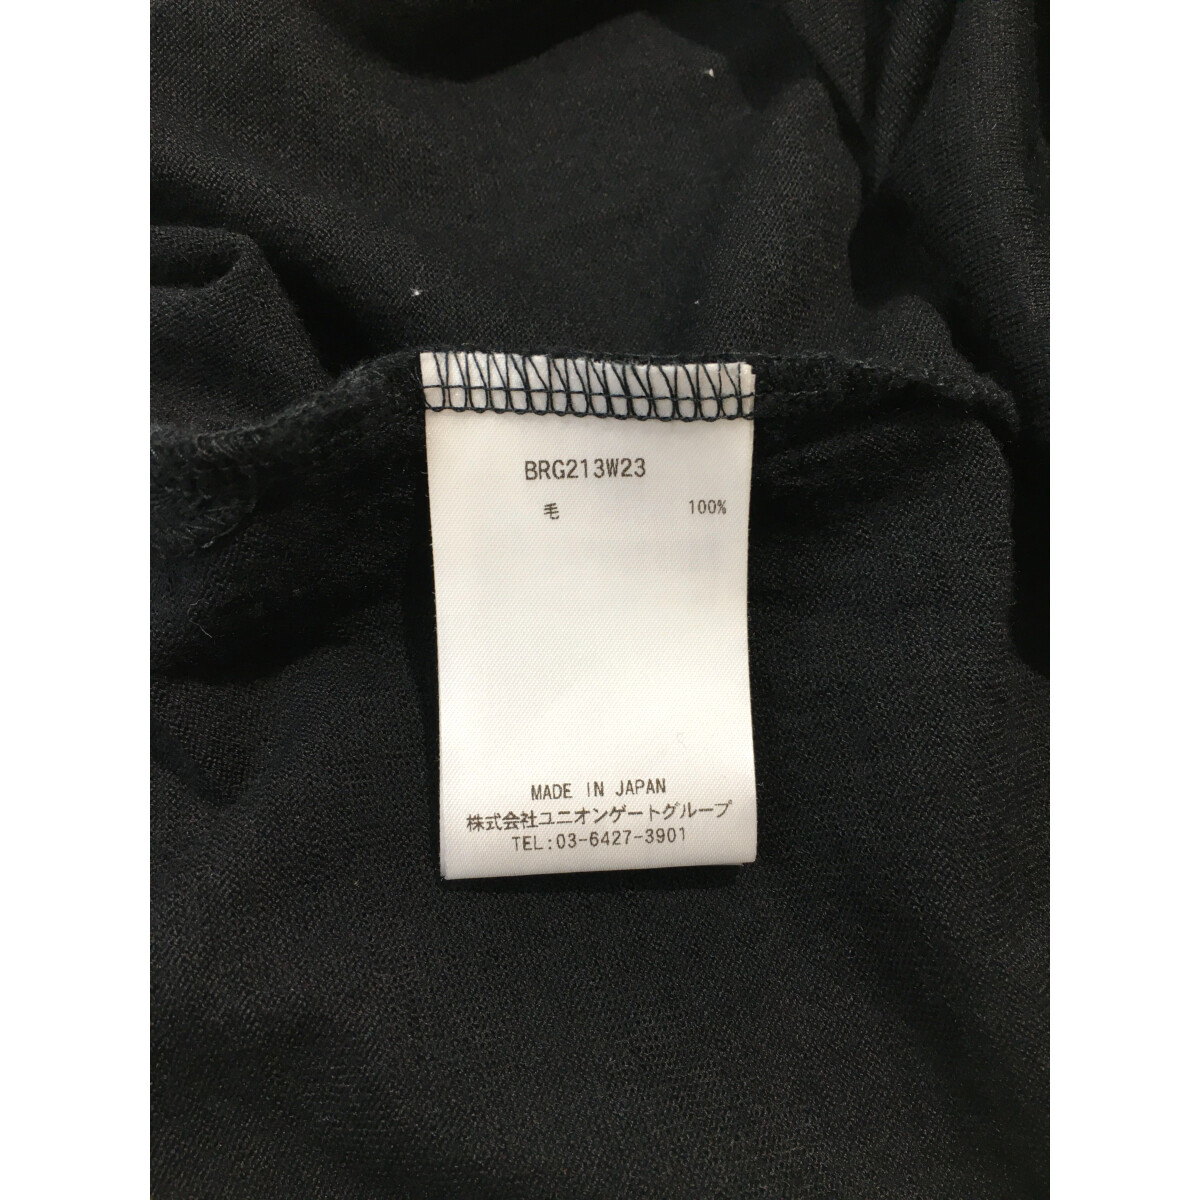 BRG213W23
毛 100%
MADE IN JAPAN
株式会社ユニオンゲートグループ
TEL:03-6427-3901